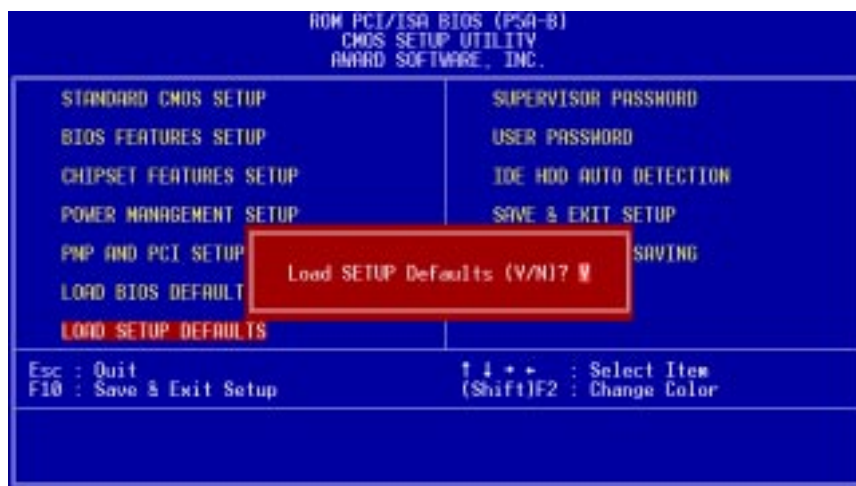 ROM PCI/ISA BIOS (P5A-B)
CMOS SETUP UTILITY
AWARD SOFTWARE, INC.
STANDARD CMOS SETUP
BIOS FEATURES SETUP
CHIPSET FEATURES SETUP
POWER MANAGEMENT SETUP
PNP AND PCI SETUP
LOAD BIOS DEFAULT
LOAD SETUP DEFAULTS
SUPERVISOR PASSWORD
USER PASSWORD
IDE HDD AUTO DETECTION
SAVE & EXIT SETUP
SAVING
Load SETUP Defaults (Y/N)? Y
Esc : Quit
F10 : Save & Exit Setup
↑ ↓ → ← : Select Item
(Shift)F2 : Change Color